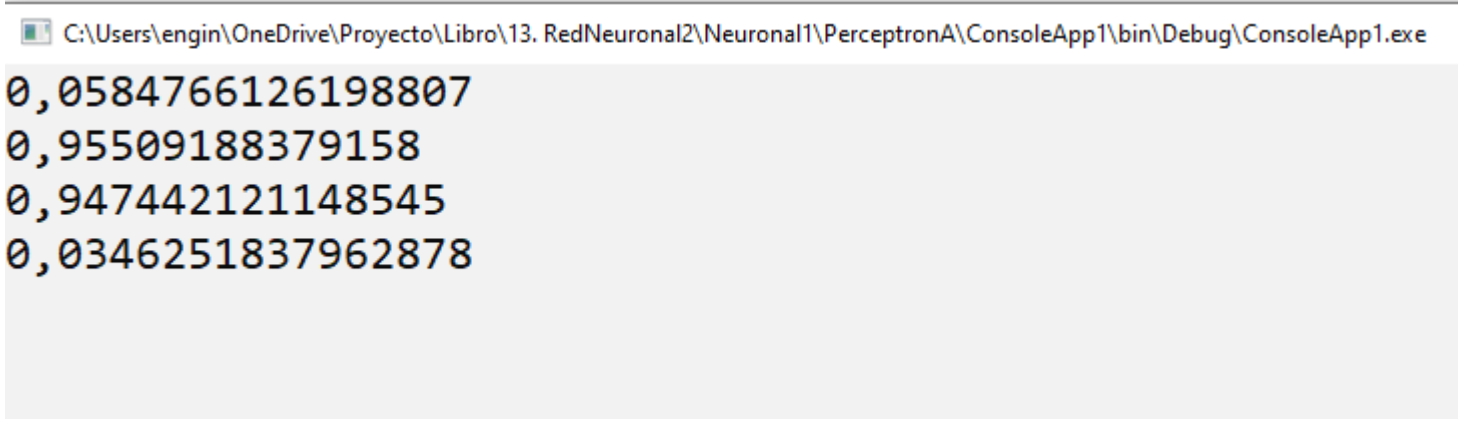 C:\Users\engin\OneDrive\Proyecto\Libro\13. RedNeuronal2\Neuronal1\PerceptronA\ConsoleApp1\bin\Debug\ConsoleApp1.exe
0,0584766126198807
0,95509188379158
0,947442121148545
0,0346251837962878